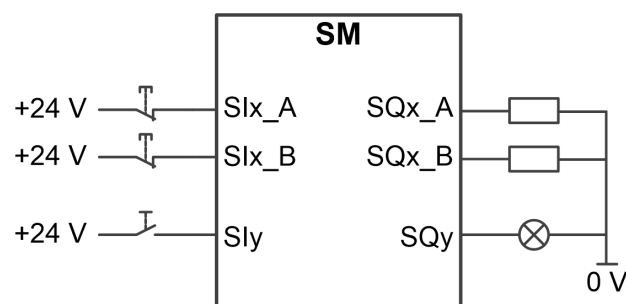 SM
+24 V SIx_A SQx_A
+24 V SIx_B SQx_B
+24 V SIy SQy
0 V